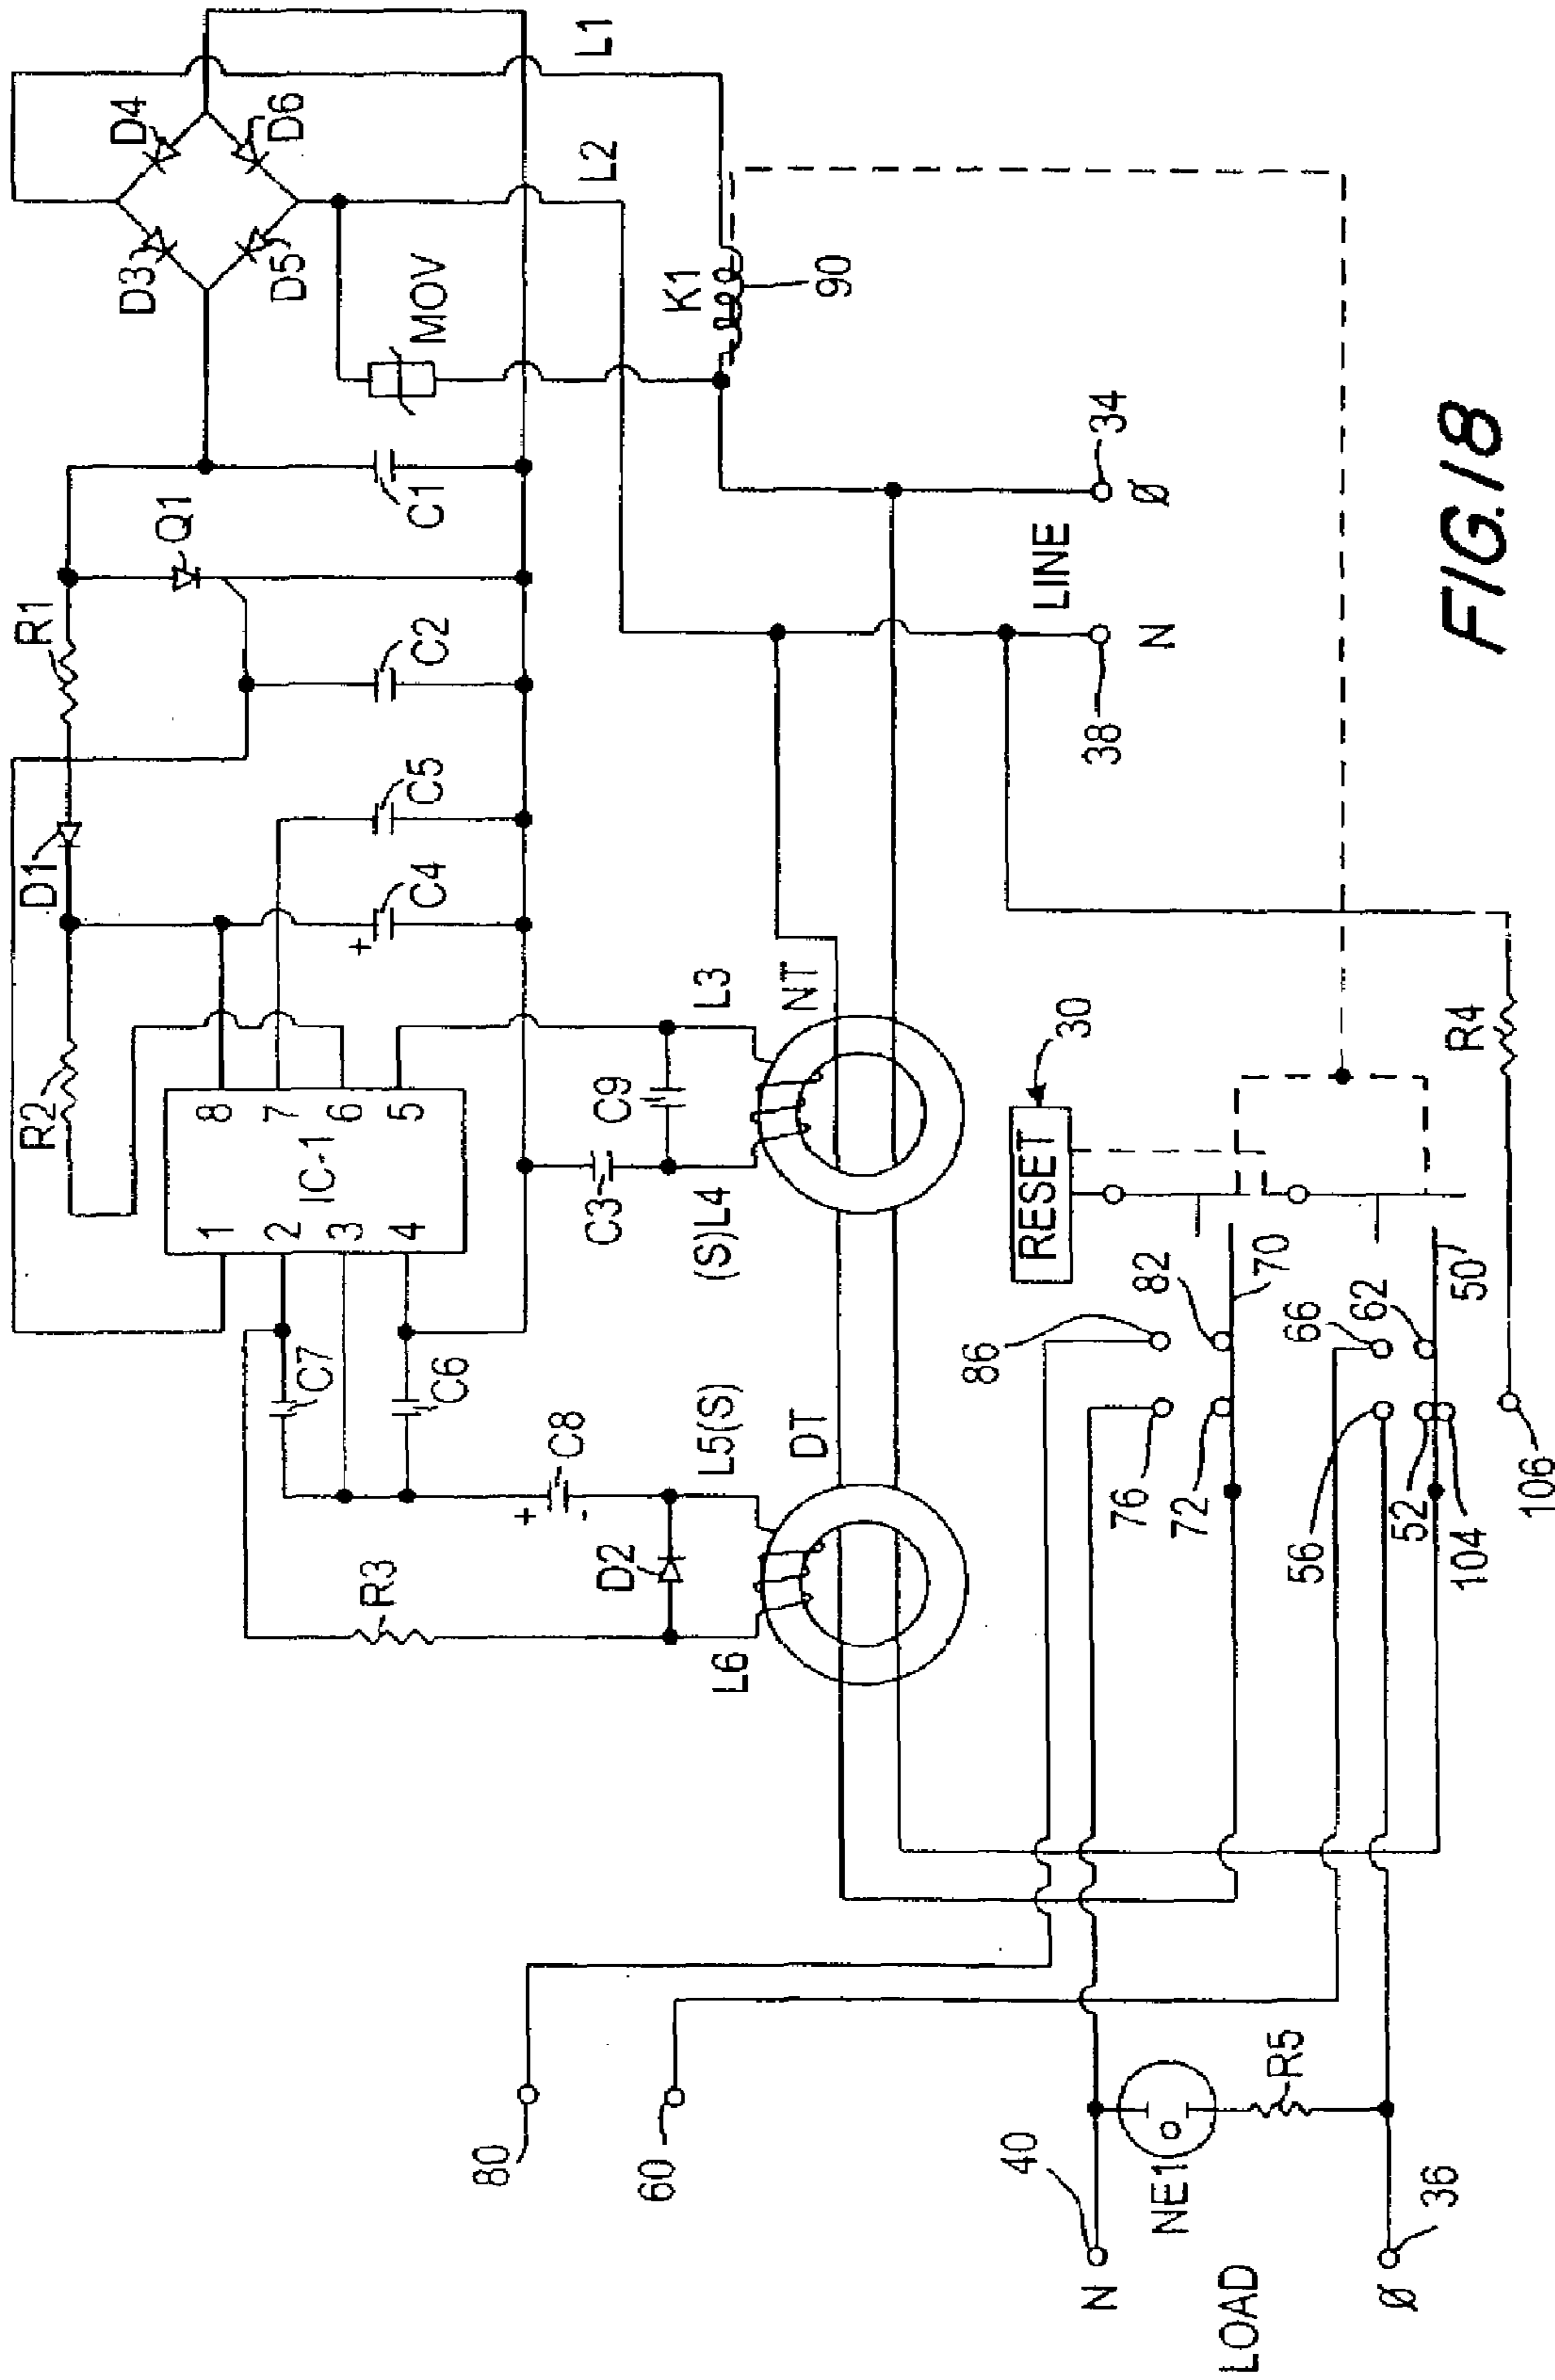 L1
D4
D6
L2
D3
D5
MOV
K1
90
C1
Q1
34
Ø
R1
C2
LINE
N
38
C5
D1
C4
+
R2
8
7
6
5
IC-1
1
2
3
4
L3
NT
C9
C3
(S)L4
30
RESET
R4
C7
C6
C8
+
-
L5(S)
DT
D2
R3
L6
86
82
70
76
72
66
62
50
56
52
104
106
80
60
40
N
NE1
R5
LOAD
Ø
36
FIG.18